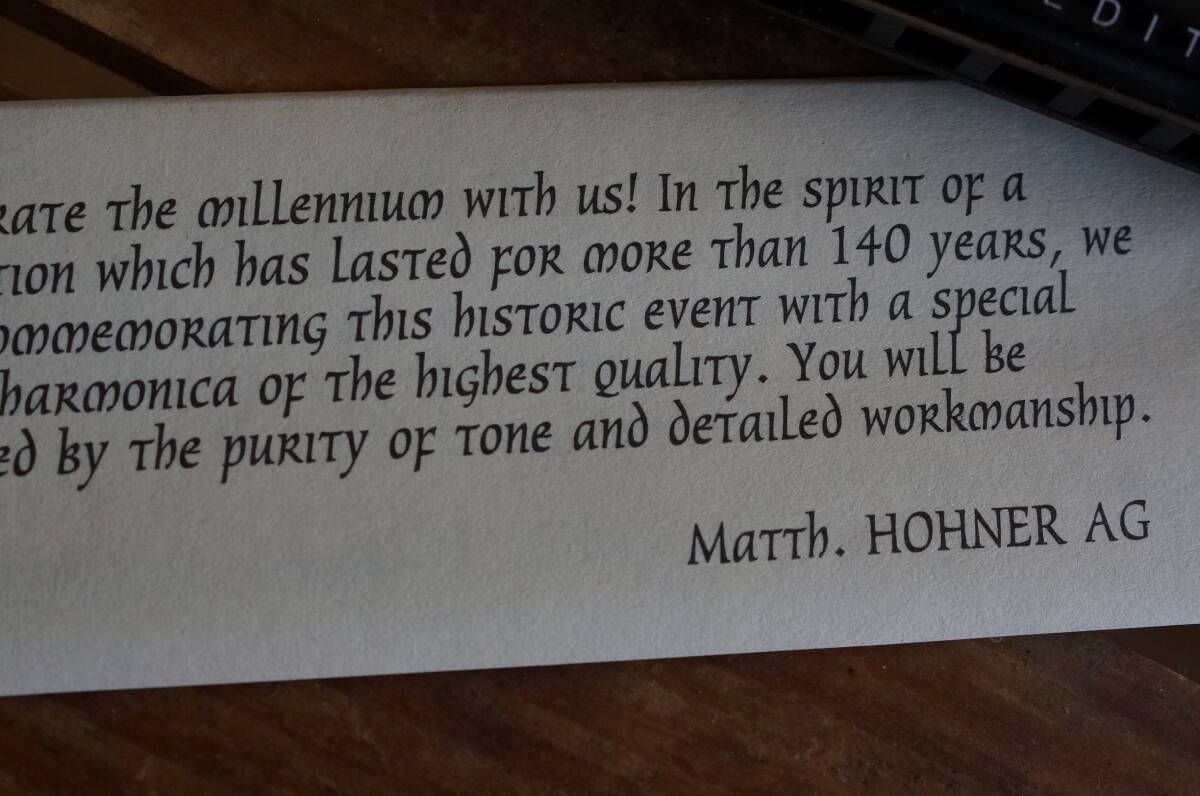 EDIT
the millennium with us! In the spirit of a
which has lasted for more than 140 years, we
this historic event with a special
harmonica of the highest quality. You will be
by the purity of tone and detailed workmanship.
Matth. HOHNER AG